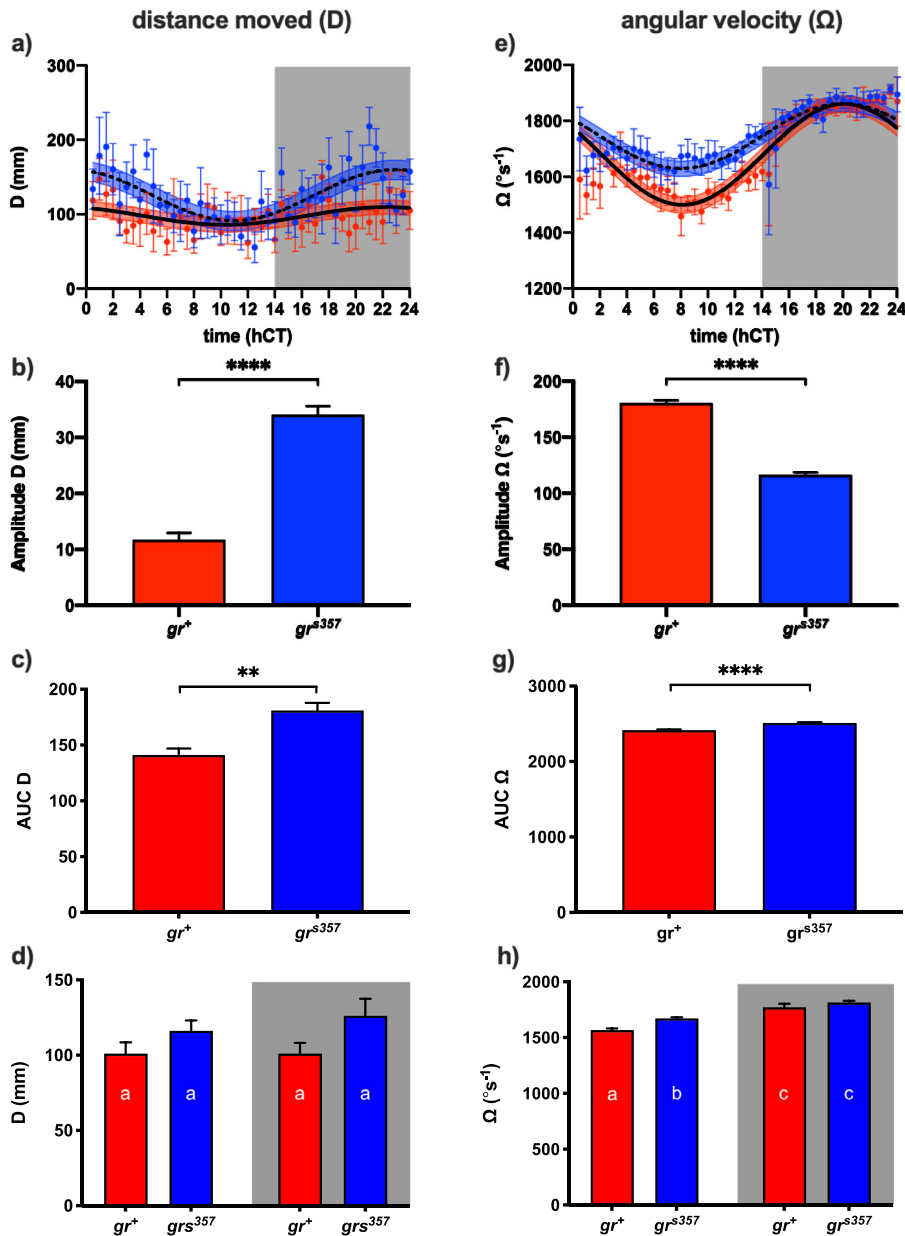 distance moved (D)
angular velocity (Ω)
a)
300
200
100
0
D (mm)
0 2 4 6 8 10 12 14 16 18 20 22 24
time (hCT)
e)
2000
1800
1600
1400
1200
Ω (°s⁻¹)
0 2 4 6 8 10 12 14 16 18 20 22 24
time (hCT)
b)
****
40
30
20
10
0
Amplitude D (mm)
gr⁺ grˢ³⁵⁷
f)
****
200
150
100
50
0
Amplitude Ω (°s⁻¹)
gr⁺ grˢ³⁵⁷
c)
**
200
150
100
50
0
AUC D
gr⁺ grˢ³⁵⁷
g)
****
3000
2000
1000
0
AUC Ω
gr⁺ grˢ³⁵⁷
d)
150
100
50
0
D (mm)
a a a a
gr⁺ grs³⁵⁷ gr⁺ grs³⁵⁷
h)
2000
1500
1000
500
0
Ω (°s⁻¹)
a b c c
gr⁺ grˢ³⁵⁷ gr⁺ grˢ³⁵⁷